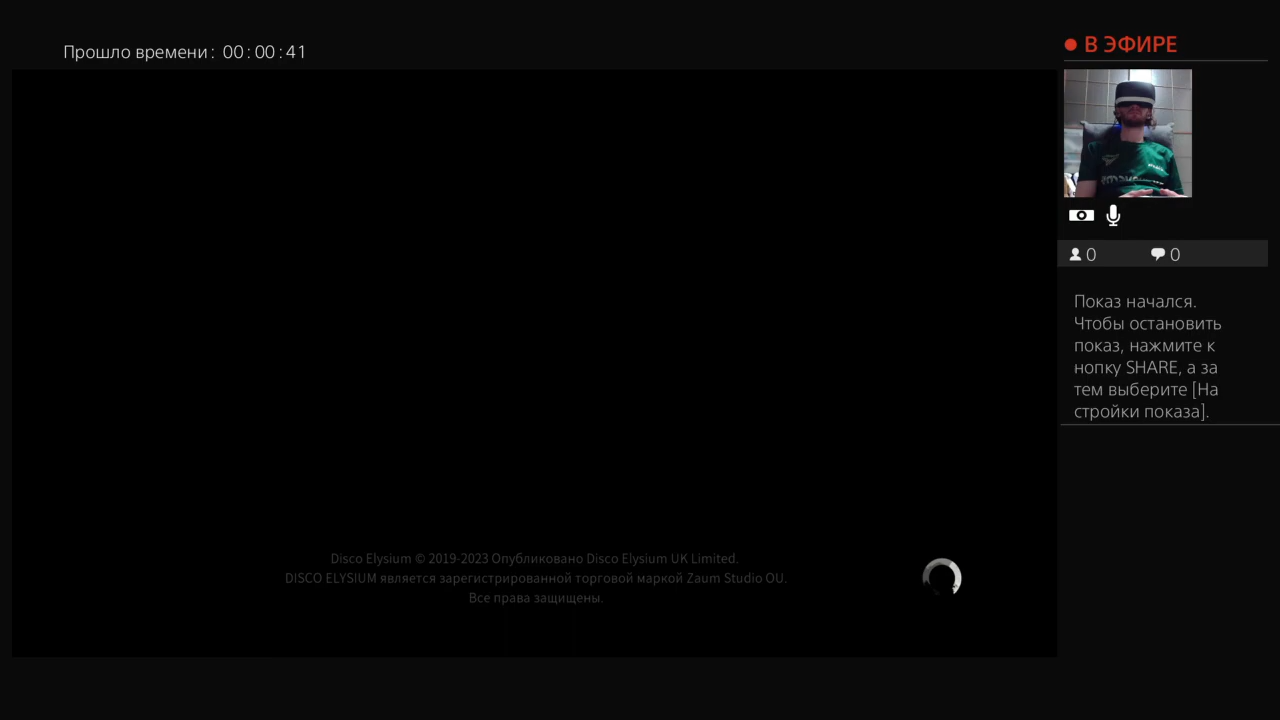 Прошло времени: 00:00:41
В ЭФИРЕ
0 0
Показ начался.
Чтобы остановить
показ, нажмите к
нопку SHARE, а за
тем выберите [На
стройки показа].
Disco Elysium © 2019-2023 Опубликовано Disco Elysium UK Limited.
DISCO ELYSIUM является зарегистрированной торговой маркой Zaum Studio OU.
Все права защищены.